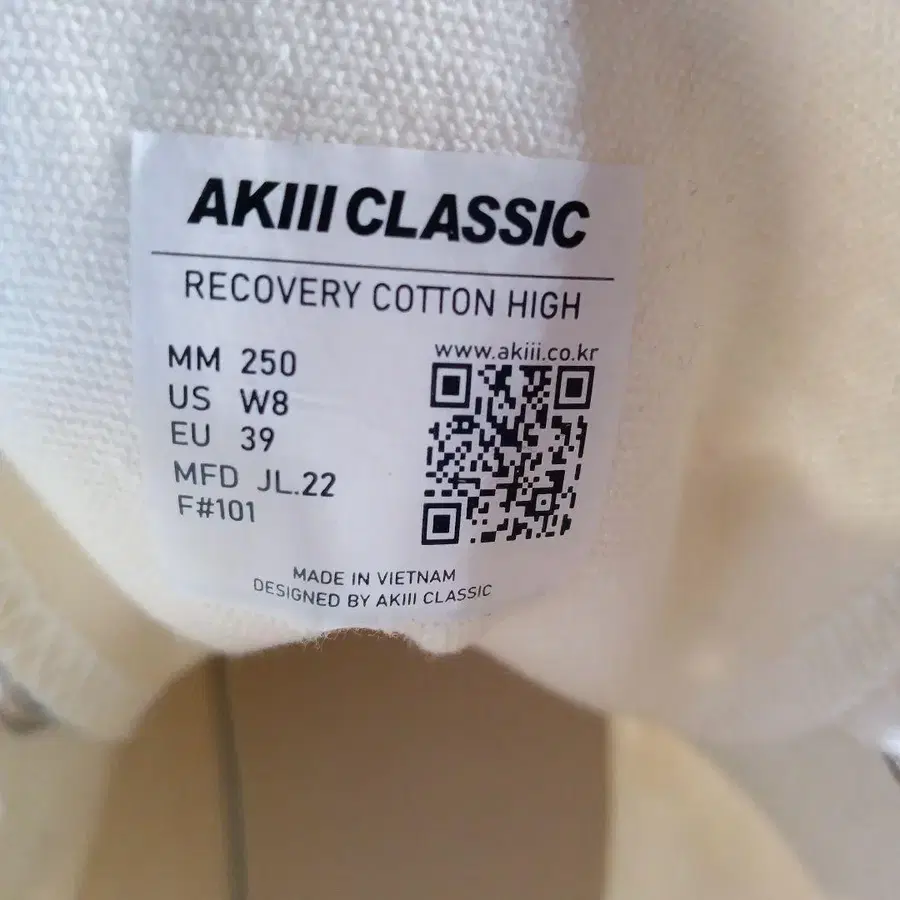 AKIII CLASSIC
RECOVERY COTTON HIGH
MM 250
US W8
EU 39
MFD JL.22
F#101
www.akiii.co.kr
MADE IN VIETNAM
DESIGNED BY AKIII CLASSIC